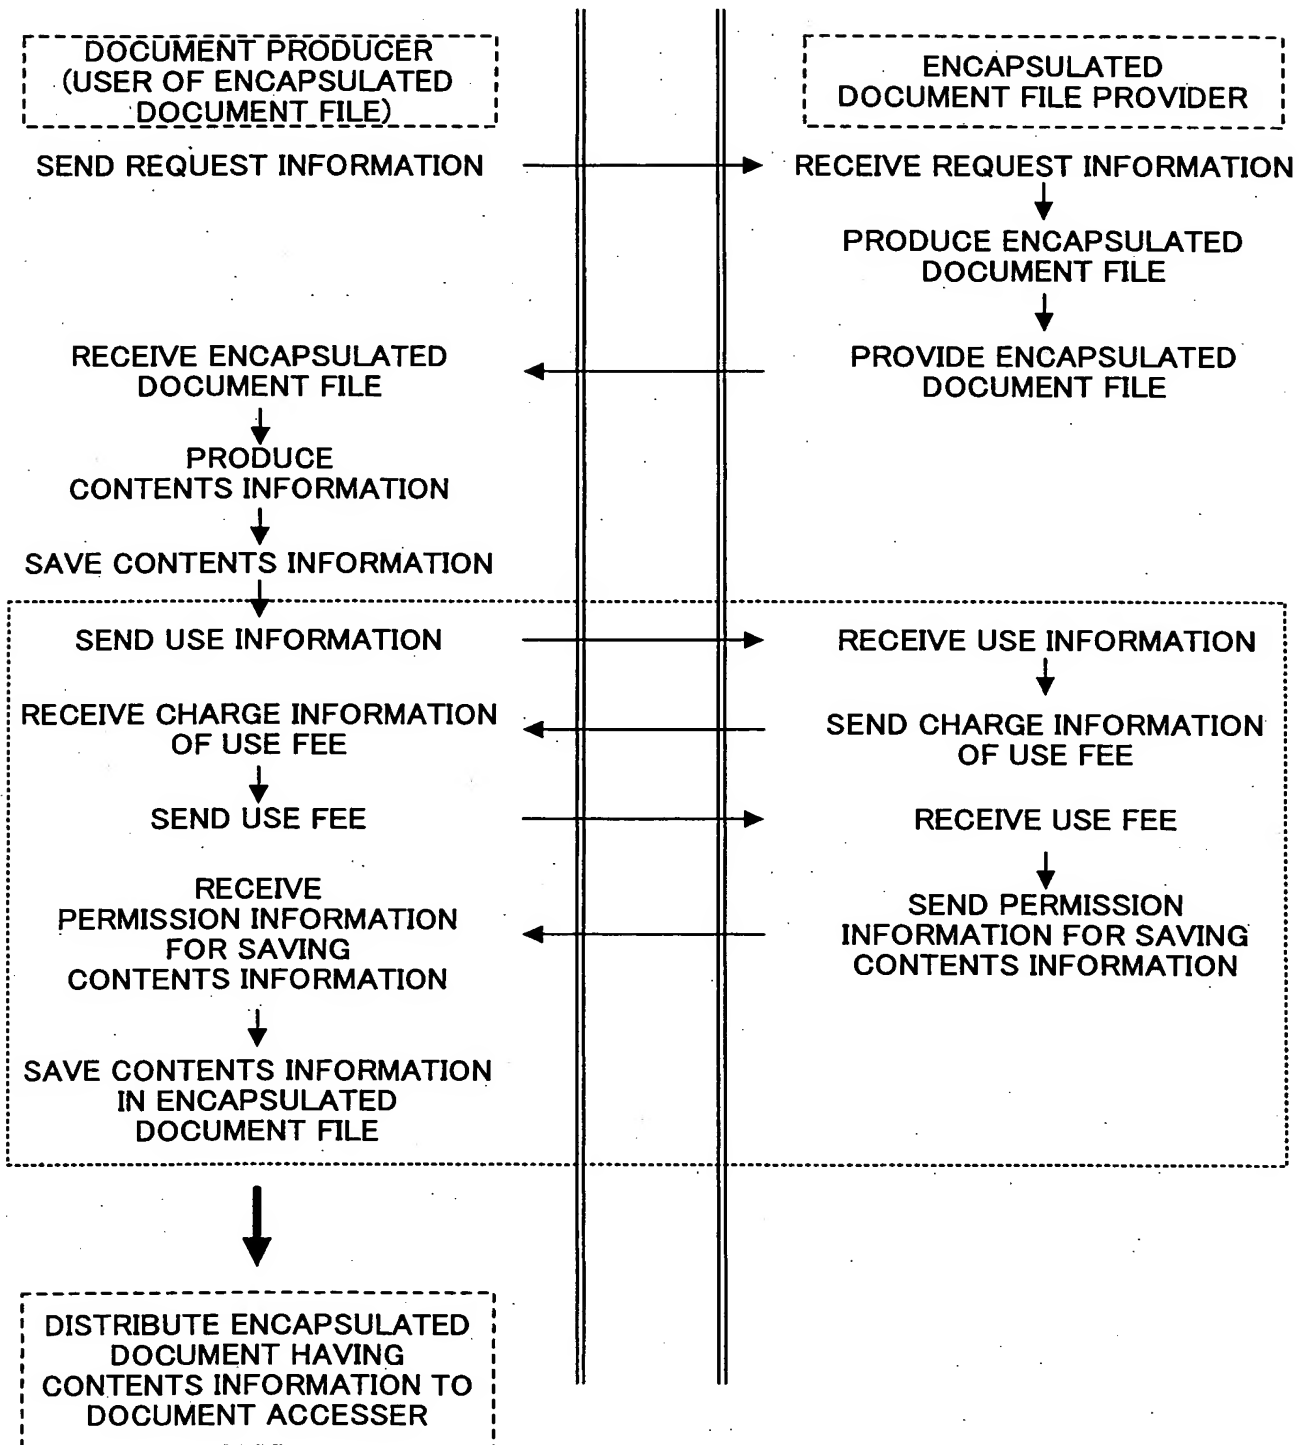 DOCUMENT PRODUCER
(USER OF ENCAPSULATED
DOCUMENT FILE)
ENCAPSULATED
DOCUMENT FILE PROVIDER
SEND REQUEST INFORMATION
RECEIVE REQUEST INFORMATION
PRODUCE ENCAPSULATED
DOCUMENT FILE
RECEIVE ENCAPSULATED
DOCUMENT FILE
PROVIDE ENCAPSULATED
DOCUMENT FILE
PRODUCE
CONTENTS INFORMATION
SAVE CONTENTS INFORMATION
SEND USE INFORMATION
RECEIVE USE INFORMATION
RECEIVE CHARGE INFORMATION
OF USE FEE
SEND CHARGE INFORMATION
OF USE FEE
SEND USE FEE
RECEIVE USE FEE
RECEIVE
PERMISSION INFORMATION
FOR SAVING
CONTENTS INFORMATION
SEND PERMISSION
INFORMATION FOR SAVING
CONTENTS INFORMATION
SAVE CONTENTS INFORMATION
IN ENCAPSULATED
DOCUMENT FILE
DISTRIBUTE ENCAPSULATED
DOCUMENT HAVING
CONTENTS INFORMATION TO
DOCUMENT ACCESSER